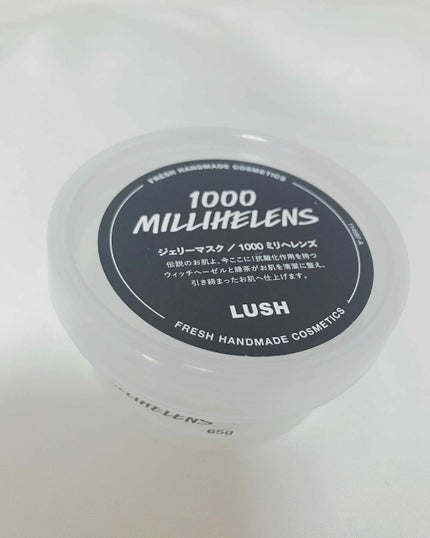 FRESH HANDMADE COSMETICS
1000
MILLIHELENS
ジェリーマスク / 1000 ミリヘレンズ
伝説のお肌よ、今ここに!抗酸化作用を持つ
ウィッチヘーゼルと緑茶がお肌を清潔に整え、
引き締まったお肌へ仕上げます。
LUSH
FRESH HANDMADE COSMETICS
MILLIHELENS
65g